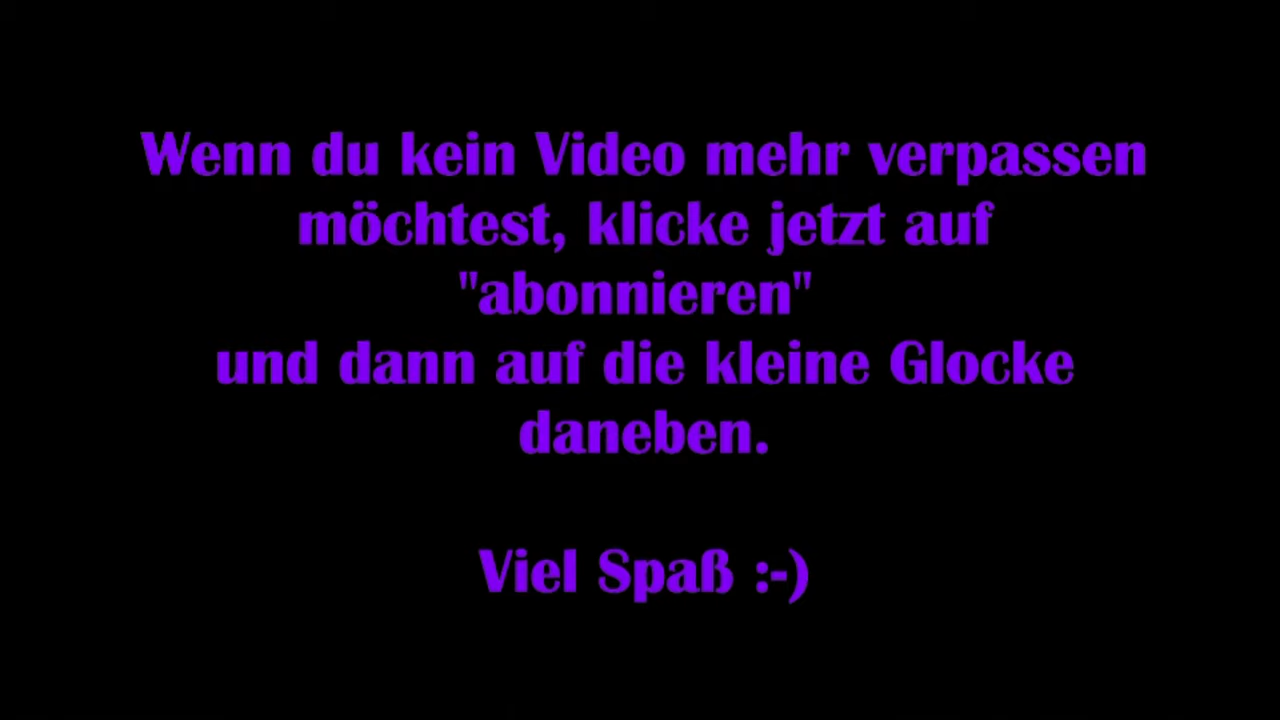 Wenn du kein Video mehr verpassen
möchtest, klicke jetzt auf
"abonnieren"
und dann auf die kleine Glocke
daneben.
Viel Spaß :-)